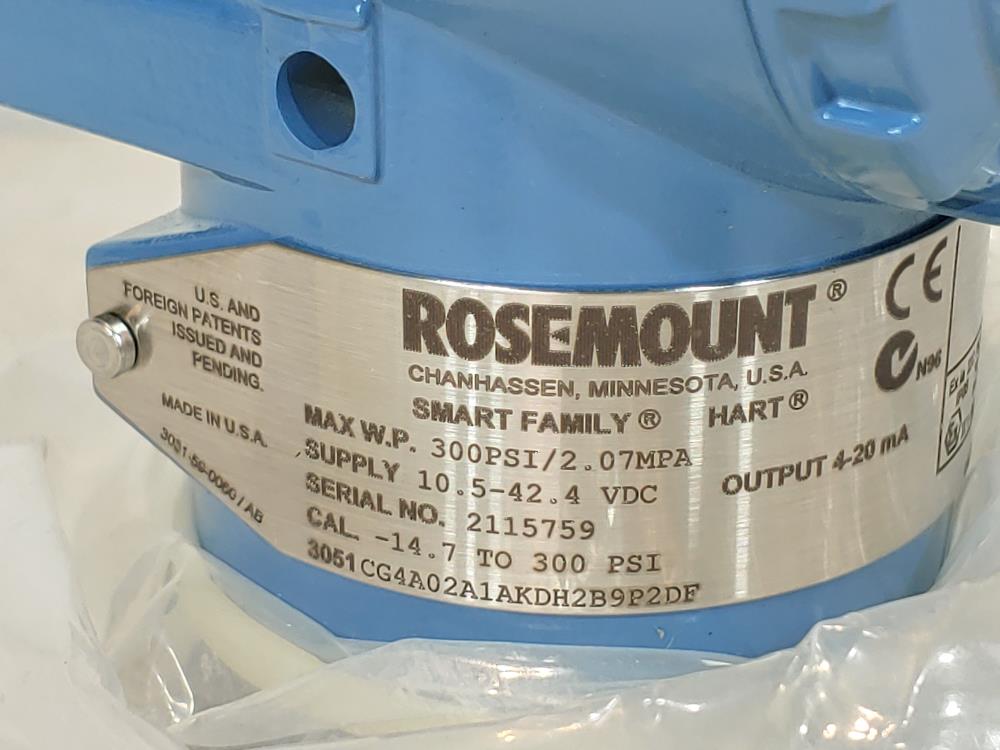 U.S. AND
FOREIGN PATENTS
ISSUED AND
PENDING.
MADE IN U.S.A.
ROSEMOUNT®
CHANHASSEN, MINNESOTA, U.S.A.
SMART FAMILY® HART®
MAX W.P. 300PSI/2.07MPA
SUPPLY 10.5-42.4 VDC
OUTPUT 4-20 mA
SERIAL NO. 2115759
CAL. -14.7 TO 300 PSI
3051CG4A02A1AKDH2B9P2DF
CE
N96